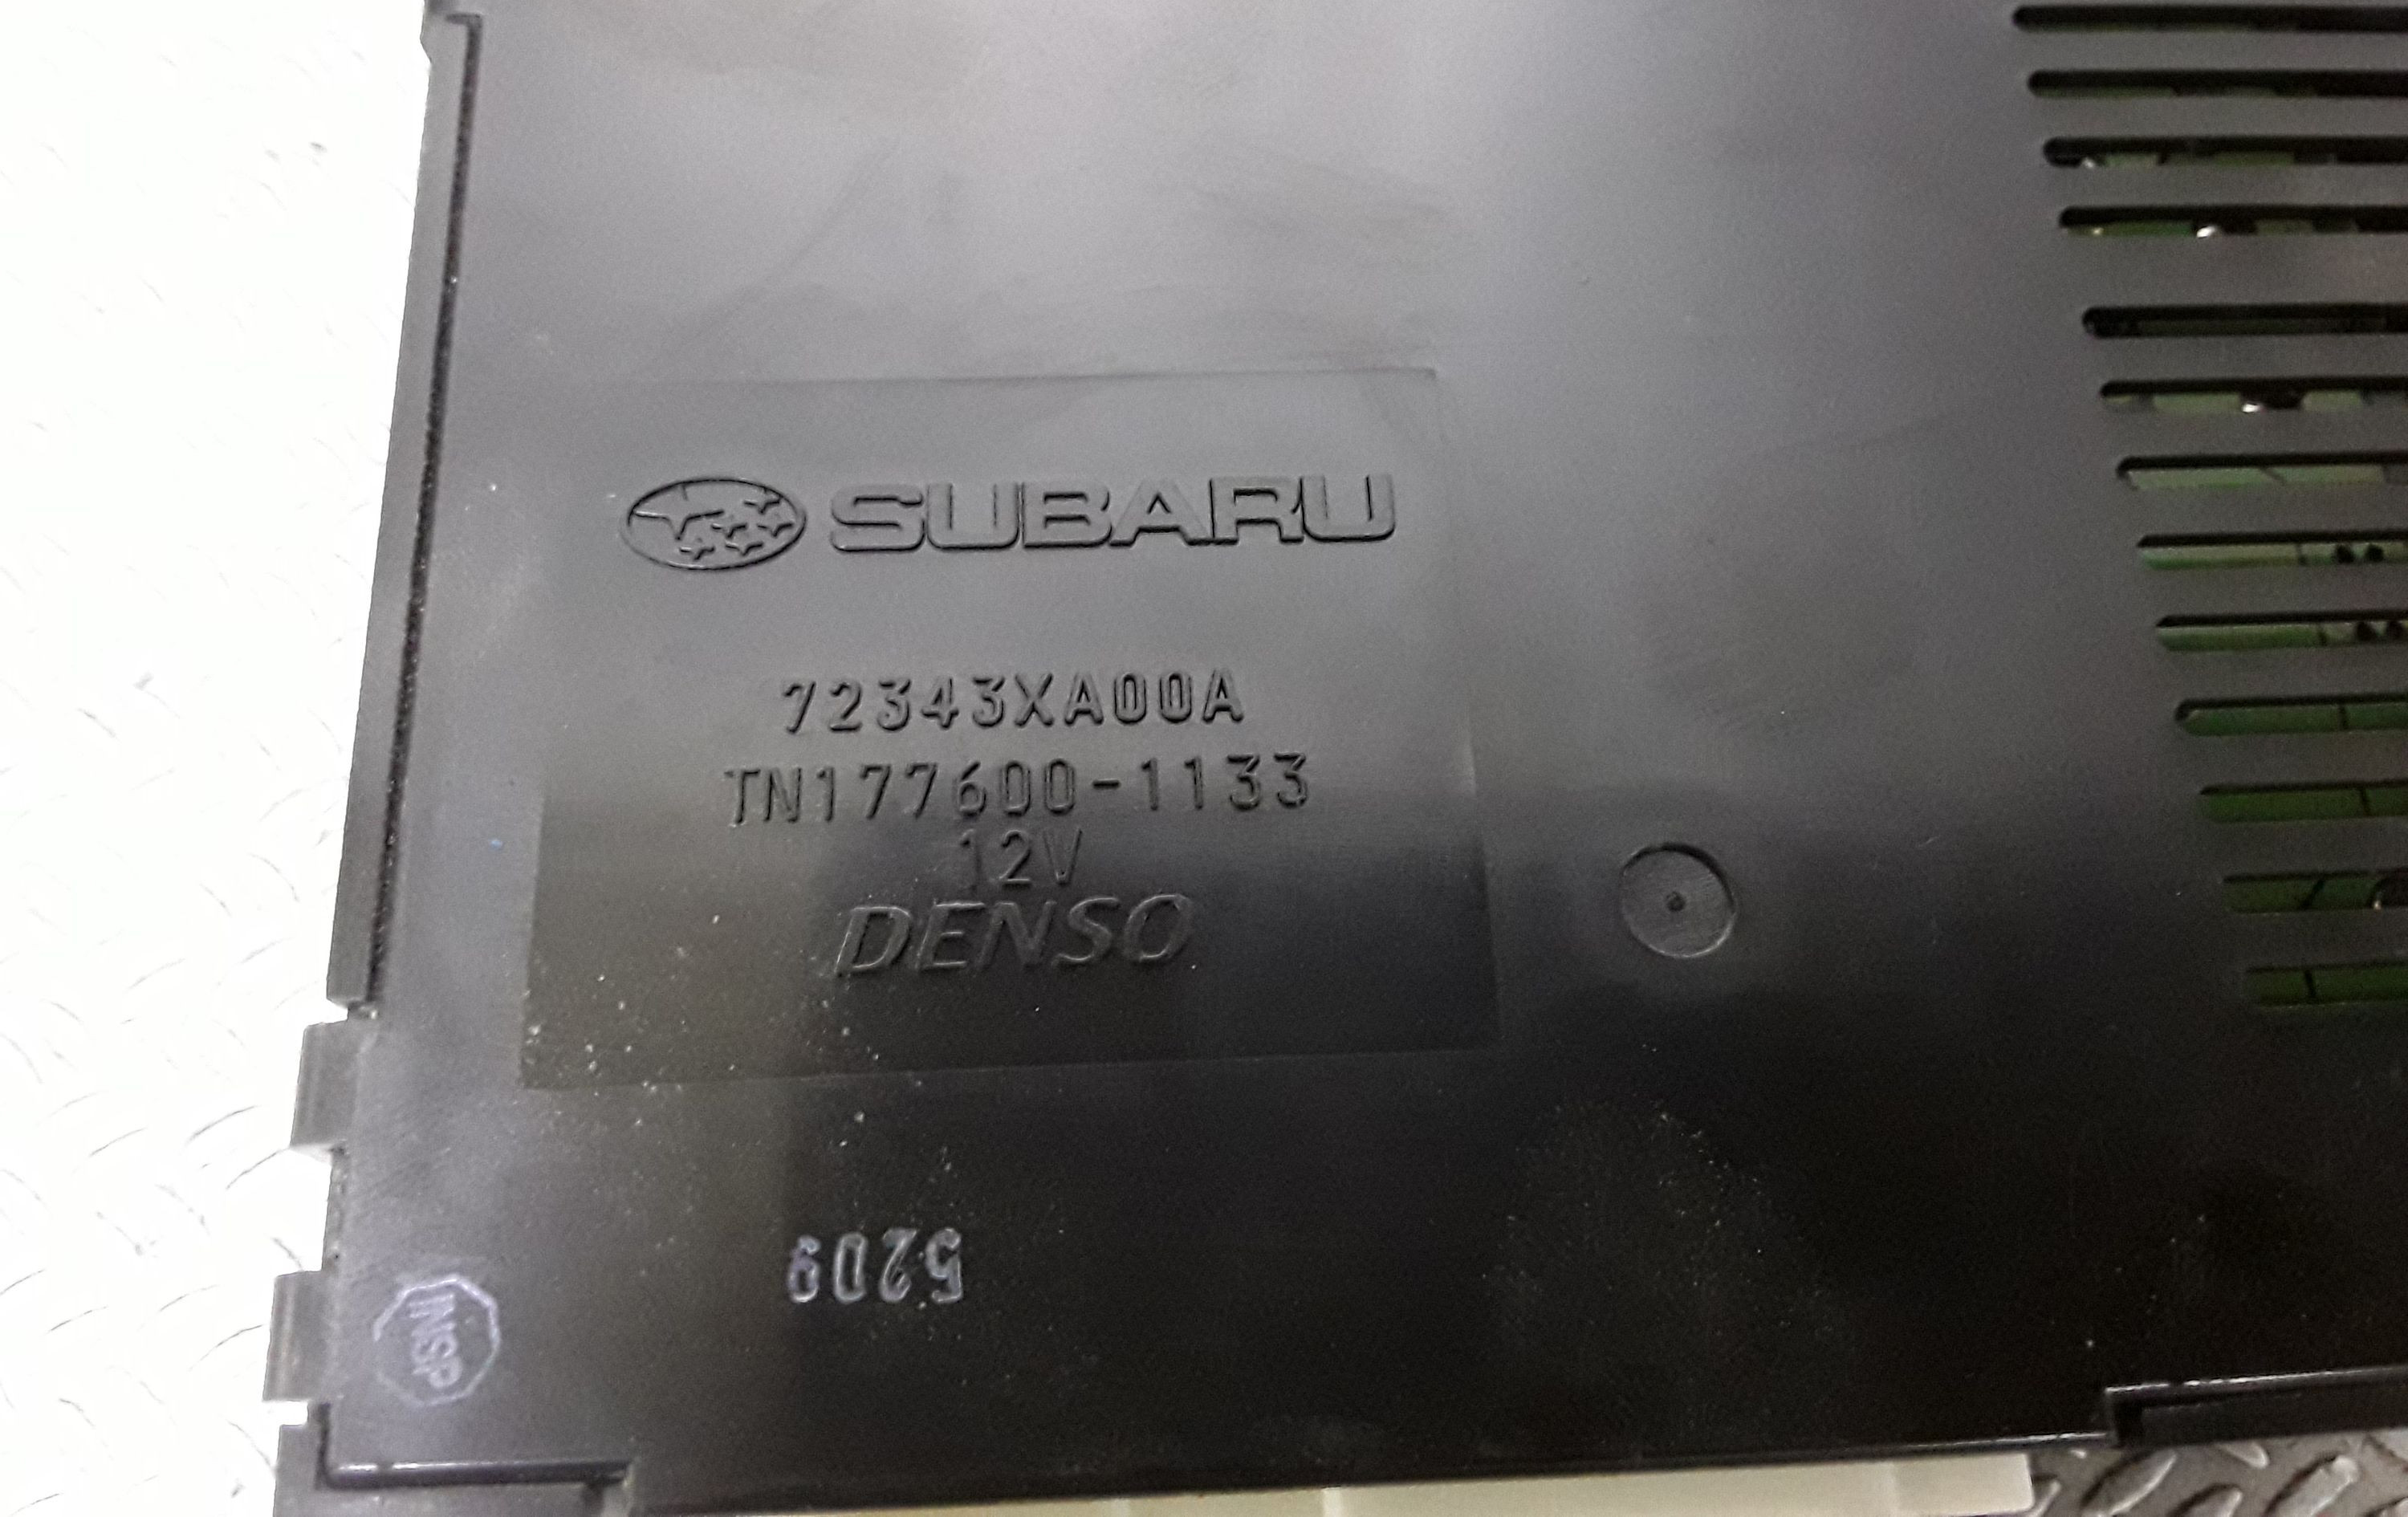 SUBARU
72343XA00A
TN177600-1133
12V
DENSO
5209
INSP